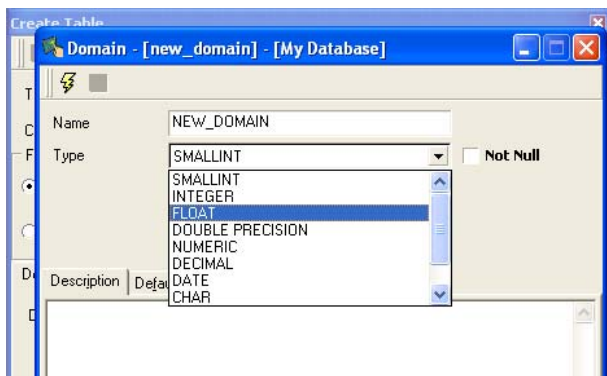 Create Table
Domain - [new_domain] - [My Database]
Name NEW_DOMAIN
Type SMALLINT Not Null
SMALLINT
INTEGER
FLOAT
DOUBLE PRECISION
NUMERIC
DECIMAL
DATE
CHAR
Description